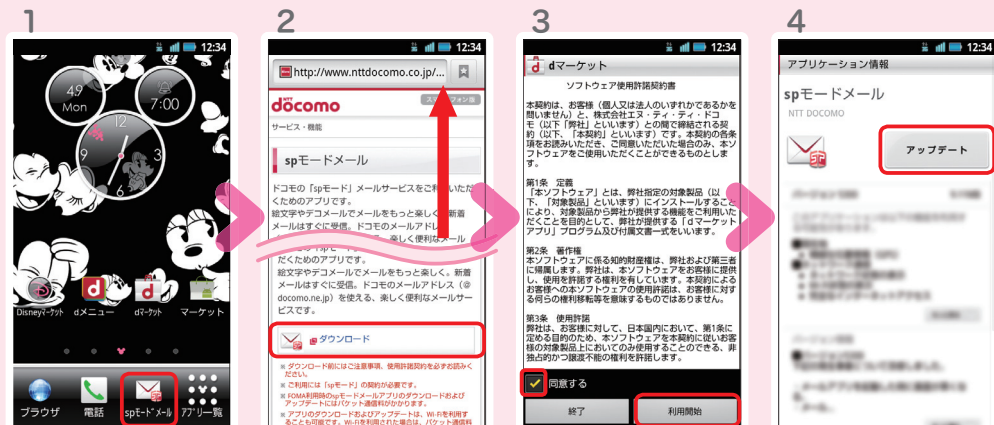 1
12:34
49
Mon
7:00
12
3
6
9
Disneyマーケット
dメニュー
dマーケット
マーケット
ブラウザ
電話
spモードメール
アプリ一覧
2
12:34
http://www.nttdocomo.co.jp/...
döcomo
サービス・機能
spモードメール
ドコモの「spモード」メールサービスをご利
くためのアプリです。
絵文字やデコメールでメールをもっと楽しく
新着
メールはすぐに受信。ドコモのメールアドレ
楽しく便利なメール
だくためのアプリです。
絵文字やデコメールでメールをもっと楽しく。新着
メールはすぐに受信。ドコモのメールアドレス（@
docomo.ne.jp）を使える、楽しく便利なメールサー
ビスです。
ダウンロード
※ ダウンロード前にはご注意事項、使用許諾契約を必ずお読みく
ださい。
※ ご利用には「spモード」の契約が必要です。
※ FOMA利用時のspモードメールアプリのダウンロードおよび
アップデートにはパケット通信料がかかります。
※ アプリのダウンロードおよびアップデートは、Wi-Fiを利用す
ることも可能です。Wi-Fiを利用された場合は、パケット通信料
3
12:34
dマーケット
ソフトウェア使用許諾契約書
本契約は、お客様（個人又は法人のいずれかであるかを
問いません）と、株式会社エヌ・ティ・ティ・ドコ
モ（以下「弊社」といいます）との間で締結される契
約（以下、「本契約」といいます）です。本契約の各条
項をお読みいただき、ご同意いただいた場合のみ、本ソ
フトウェアをご使用いただくことができるものとしま
す。
第1条　定義
「本ソフトウェア」とは、弊社指定の対象製品（以
下、「対象製品」といいます）にインストールすること
により、対象製品から弊社が提供する機能をご利用いた
だくことを目的として、弊社が提供する「dマーケット
アプリ」プログラム及び付属文書一式をいいます。
第2条　著作権
本ソフトウェアに係る知的財産権は、弊社および第三者
に帰属します。弊社は、本ソフトウェアをお客様に提供
し、使用を許諾する権利を有しています。本契約による
お客様への本ソフトウェアの使用許諾は、お客様に対す
る何らの権利移転等を意味するものではありません。
第3条　使用許諾
弊社は、お客様に対して、日本国内において、第1条に
定める目的のため、本ソフトウェアを本契約に従いお客
様の対象製品上においてのみ使用することのできる、非
独占的かつ譲渡不能の権利を許諾します。
同意する
終了
利用開始
4
12:34
アプリケーション情報
spモードメール
NTT DOCOMO
アップデート